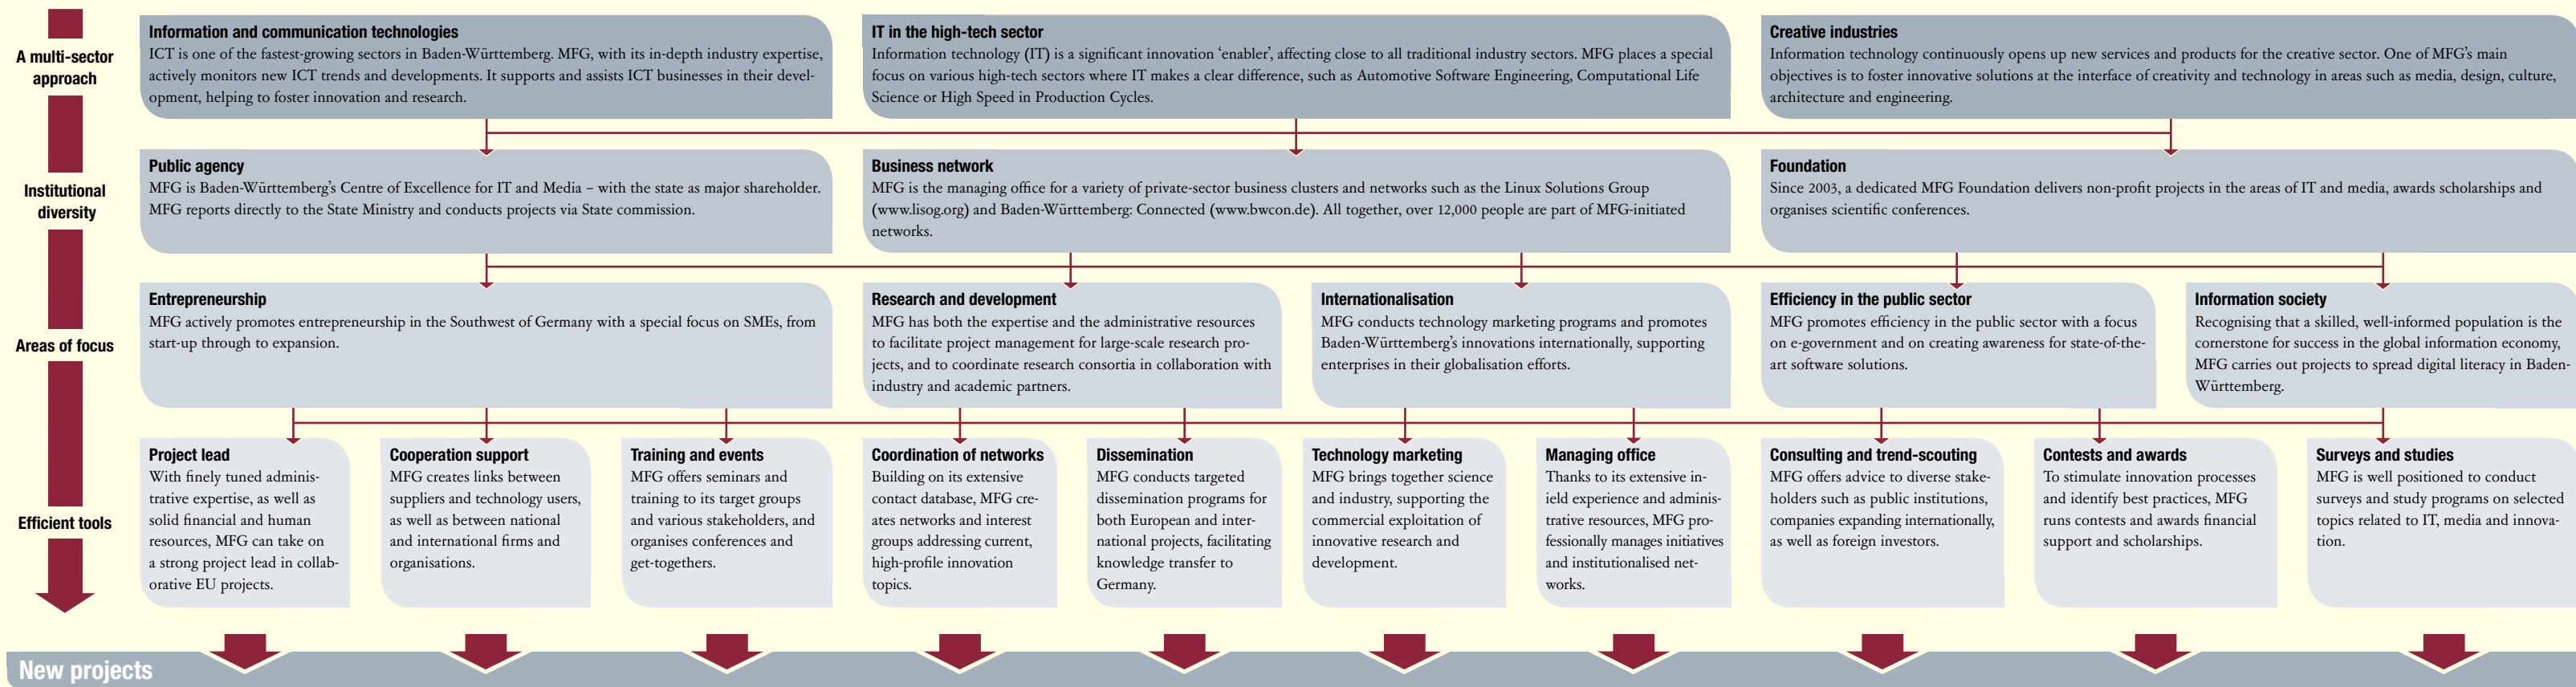 A multi-sector
approach
Information and communication technologies
ICT is one of the fastest-growing sectors in Baden-Württemberg. MFG, with its in-depth industry expertise,
actively monitors new ICT trends and developments. It supports and assists ICT businesses in their devel-
opment, helping to foster innovation and research.
IT in the high-tech sector
Information technology (IT) is a significant innovation ‘enabler’, affecting close to all traditional industry sectors. MFG places a special
focus on various high-tech sectors where IT makes a clear difference, such as Automotive Software Engineering, Computational Life
Science or High Speed in Production Cycles.
Creative industries
Information technology continuously opens up new services and products for the creative sector. One of MFG’s main
objectives is to foster innovative solutions at the interface of creativity and technology in areas such as media, design, culture,
architecture and engineering.
Institutional
diversity
Public agency
MFG is Baden-Württemberg’s Centre of Excellence for IT and Media – with the state as major shareholder.
MFG reports directly to the State Ministry and conducts projects via State commission.
Business network
MFG is the managing office for a variety of private-sector business clusters and networks such as the Linux Solutions Group
(www.lisog.org) and Baden-Württemberg: Connected (www.bwcon.de). All together, over 12,000 people are part of MFG-initiated
networks.
Foundation
Since 2003, a dedicated MFG Foundation delivers non-profit projects in the areas of IT and media, awards scholarships and
organises scientific conferences.
Areas of focus
Entrepreneurship
MFG actively promotes entrepreneurship in the Southwest of Germany with a special focus on SMEs, from
start-up through to expansion.
Research and development
MFG has both the expertise and the administrative resources
to facilitate project management for large-scale research pro-
jects, and to coordinate research consortia in collaboration with
industry and academic partners.
Internationalisation
MFG conducts technology marketing programs and promotes
Baden-Württemberg’s innovations internationally, supporting
enterprises in their globalisation efforts.
Efficiency in the public sector
MFG promotes efficiency in the public sector with a focus
on e-government and on creating awareness for state-of-the-
art software solutions.
Information society
Recognising that a skilled, well-informed population is the
cornerstone for success in the global information economy,
MFG carries out projects to spread digital literacy in Baden-
Württemberg.
Efficient tools
Project lead
With finely tuned adminis-
trative expertise, as well as
solid financial and human
resources, MFG can take on
a strong project lead in collab-
orative EU projects.
Cooperation support
MFG creates links between
suppliers and technology users,
as well as between national
and international firms and
organisations.
Training and events
MFG offers seminars and
training to its target groups
and various stakeholders, and
organises conferences and
get-togethers.
Coordination of networks
Building on its extensive
contact database, MFG cre-
ates networks and interest
groups addressing current,
high-profile innovation
topics.
Dissemination
MFG conducts targeted
dissemination programs for
both European and inter-
national projects, facilitating
knowledge transfer to
Germany.
Technology marketing
MFG brings together science
and industry, supporting the
commercial exploitation of
innovative research and
development.
Managing office
Thanks to its extensive in-
ield experience and adminis-
trative resources, MFG pro-
fessionally manages initiatives
and institutionalised net-
works.
Consulting and trend-scouting
MFG offers advice to diverse stake-
holders such as public institutions,
companies expanding internationally,
as well as foreign investors.
Contests and awards
To stimulate innovation processes
and identify best practices, MFG
runs contests and awards financial
support and scholarships.
Surveys and studies
MFG is well positioned to conduct
surveys and study programs on selected
topics related to IT, media and innova-
tion.
New projects